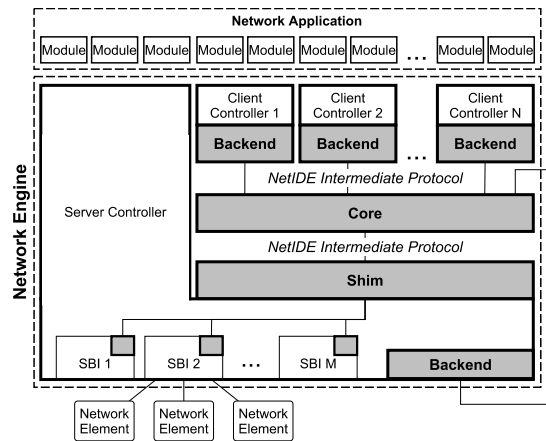 Network Application
Module Module Module Module Module Module Module ... Module Module
Network Engine
Client Controller 1
Client Controller 2
Client Controller N
Backend Backend ... Backend
NetIDE Intermediate Protocol
Server Controller
Core
NetIDE Intermediate Protocol
Shim
SBI 1 SBI 2 ... SBI M
Backend
Network Element
Network Element
Network Element